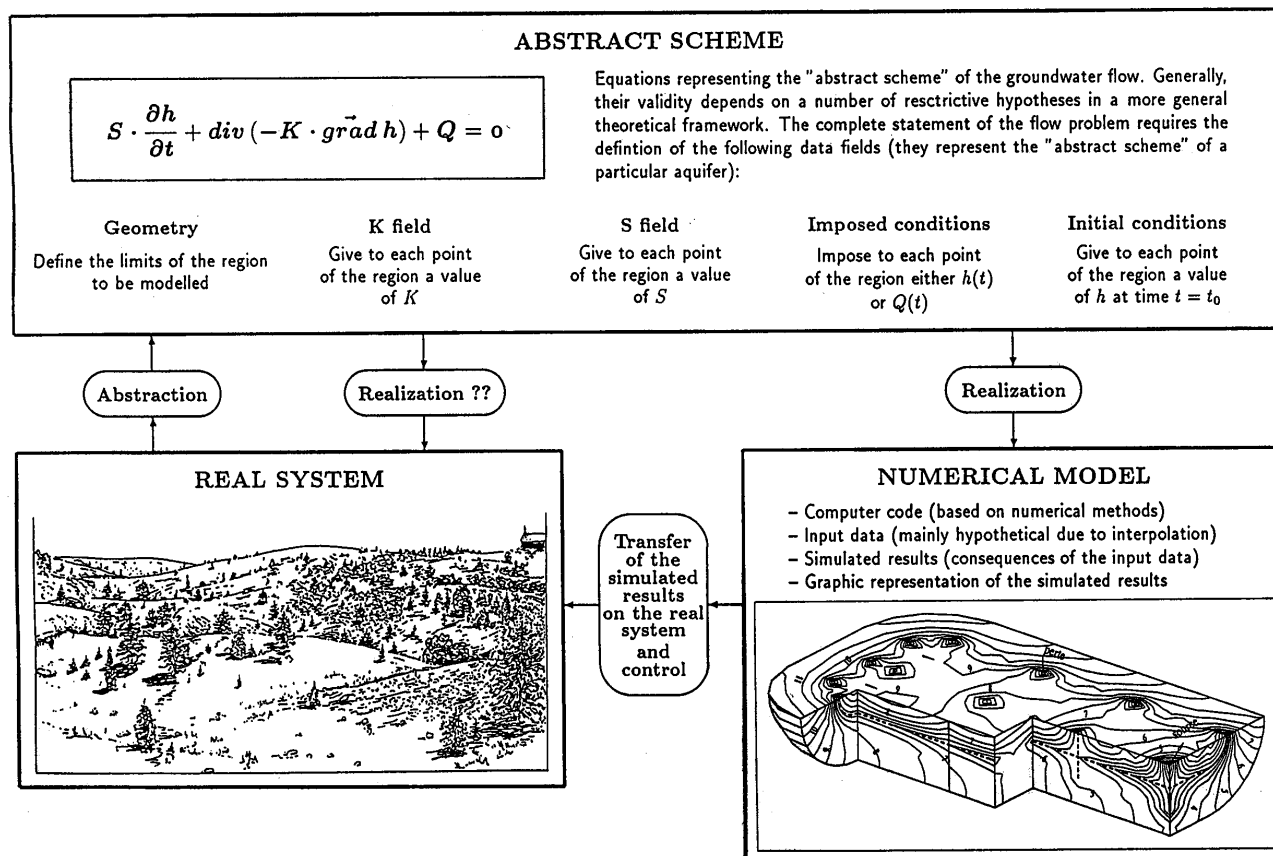 ABSTRACT SCHEME
S · ∂h/∂t + div (−K · grad h) + Q = o
Equations representing the "abstract scheme" of the groundwater flow. Generally,
their validity depends on a number of resctrictive hypotheses in a more general
theoretical framework. The complete statement of the flow problem requires the
defintion of the following data fields (they represent the "abstract scheme" of a
particular aquifer):
Geometry
Define the limits of the region
to be modelled
K field
Give to each point
of the region a value
of K
S field
Give to each point
of the region a value
of S
Imposed conditions
Impose to each point
of the region either h(t)
or Q(t)
Initial conditions
Give to each point
of the region a value
of h at time t = t₀
Abstraction
Realization ??
Realization
REAL SYSTEM
Transfer
of the
simulated
results
on the real
system
and
control
NUMERICAL MODEL
– Computer code (based on numerical methods)
– Input data (mainly hypothetical due to interpolation)
– Simulated results (consequences of the input data)
– Graphic representation of the simulated results